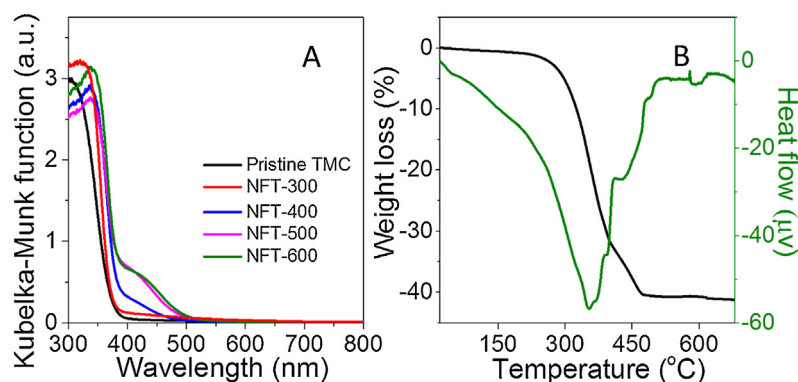 A
Kubelka-Munk function (a.u.)
3
2
1
0
Pristine TMC
NFT-300
NFT-400
NFT-500
NFT-600
300 400 500 600 700 800
Wavelength (nm)
B
Weight loss (%)
0
-10
-20
-30
-40
150 300 450 600
Temperature (°C)
0
-20
-40
-60
Heat flow (μv)